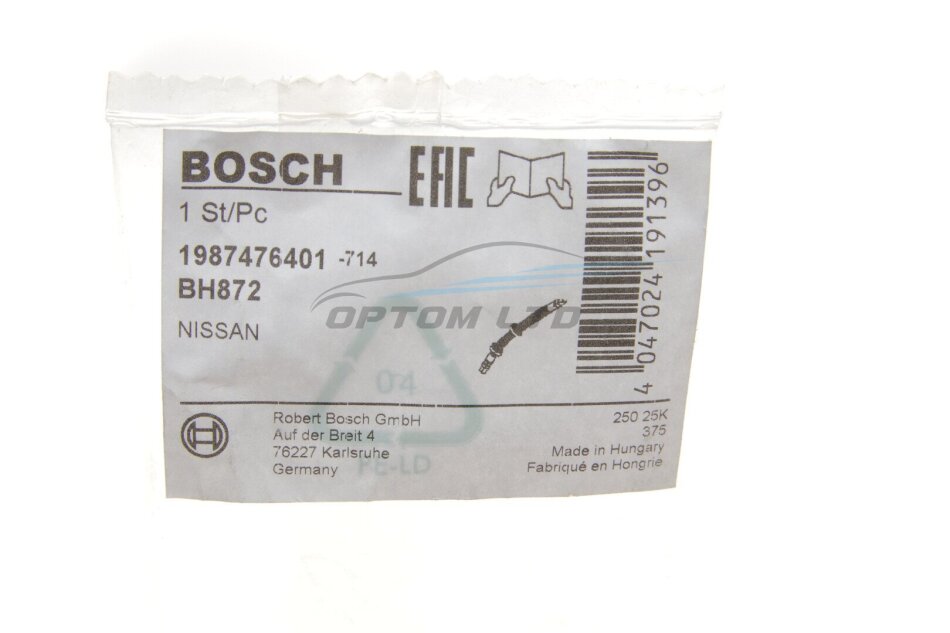 BOSCH
EAC
1 St/Pc
1987476401 -714
BH872
NISSAN
OPTOM LTD
4 047024 191396
04
PE-LD
Robert Bosch GmbH
Auf der Breit 4
76227 Karlsruhe
Germany
250 25K
375
Made in Hungary
Fabriqué en Hongrie